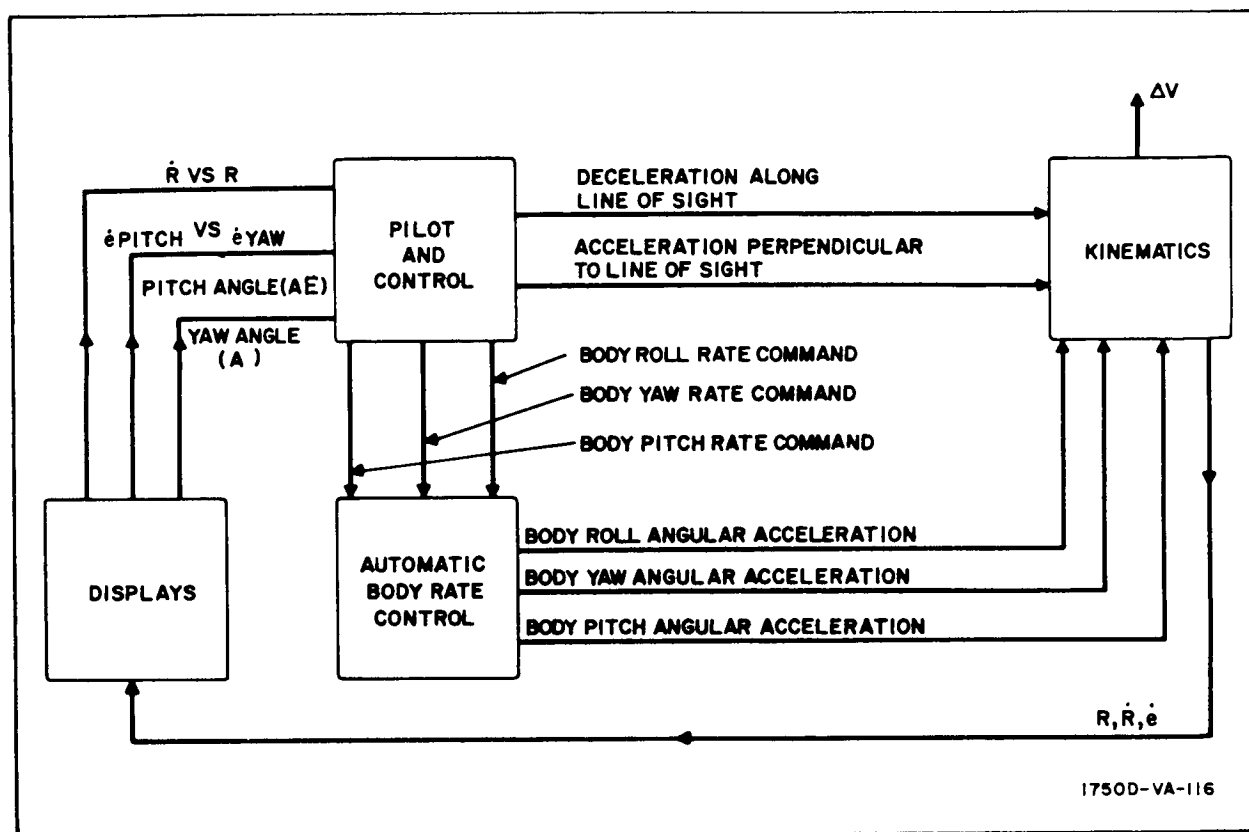 ΔV
Ṙ VS R
ė PITCH VS ė YAW
PITCH ANGLE (AE)
YAW ANGLE
(A)
PILOT
AND
CONTROL
DECELERATION ALONG
LINE OF SIGHT
ACCELERATION PERPENDICULAR
TO LINE OF SIGHT
KINEMATICS
BODY ROLL RATE COMMAND
BODY YAW RATE COMMAND
BODY PITCH RATE COMMAND
DISPLAYS
AUTOMATIC
BODY RATE
CONTROL
BODY ROLL ANGULAR ACCELERATION
BODY YAW ANGULAR ACCELERATION
BODY PITCH ANGULAR ACCELERATION
R, Ṙ, ė
1750D-VA-116